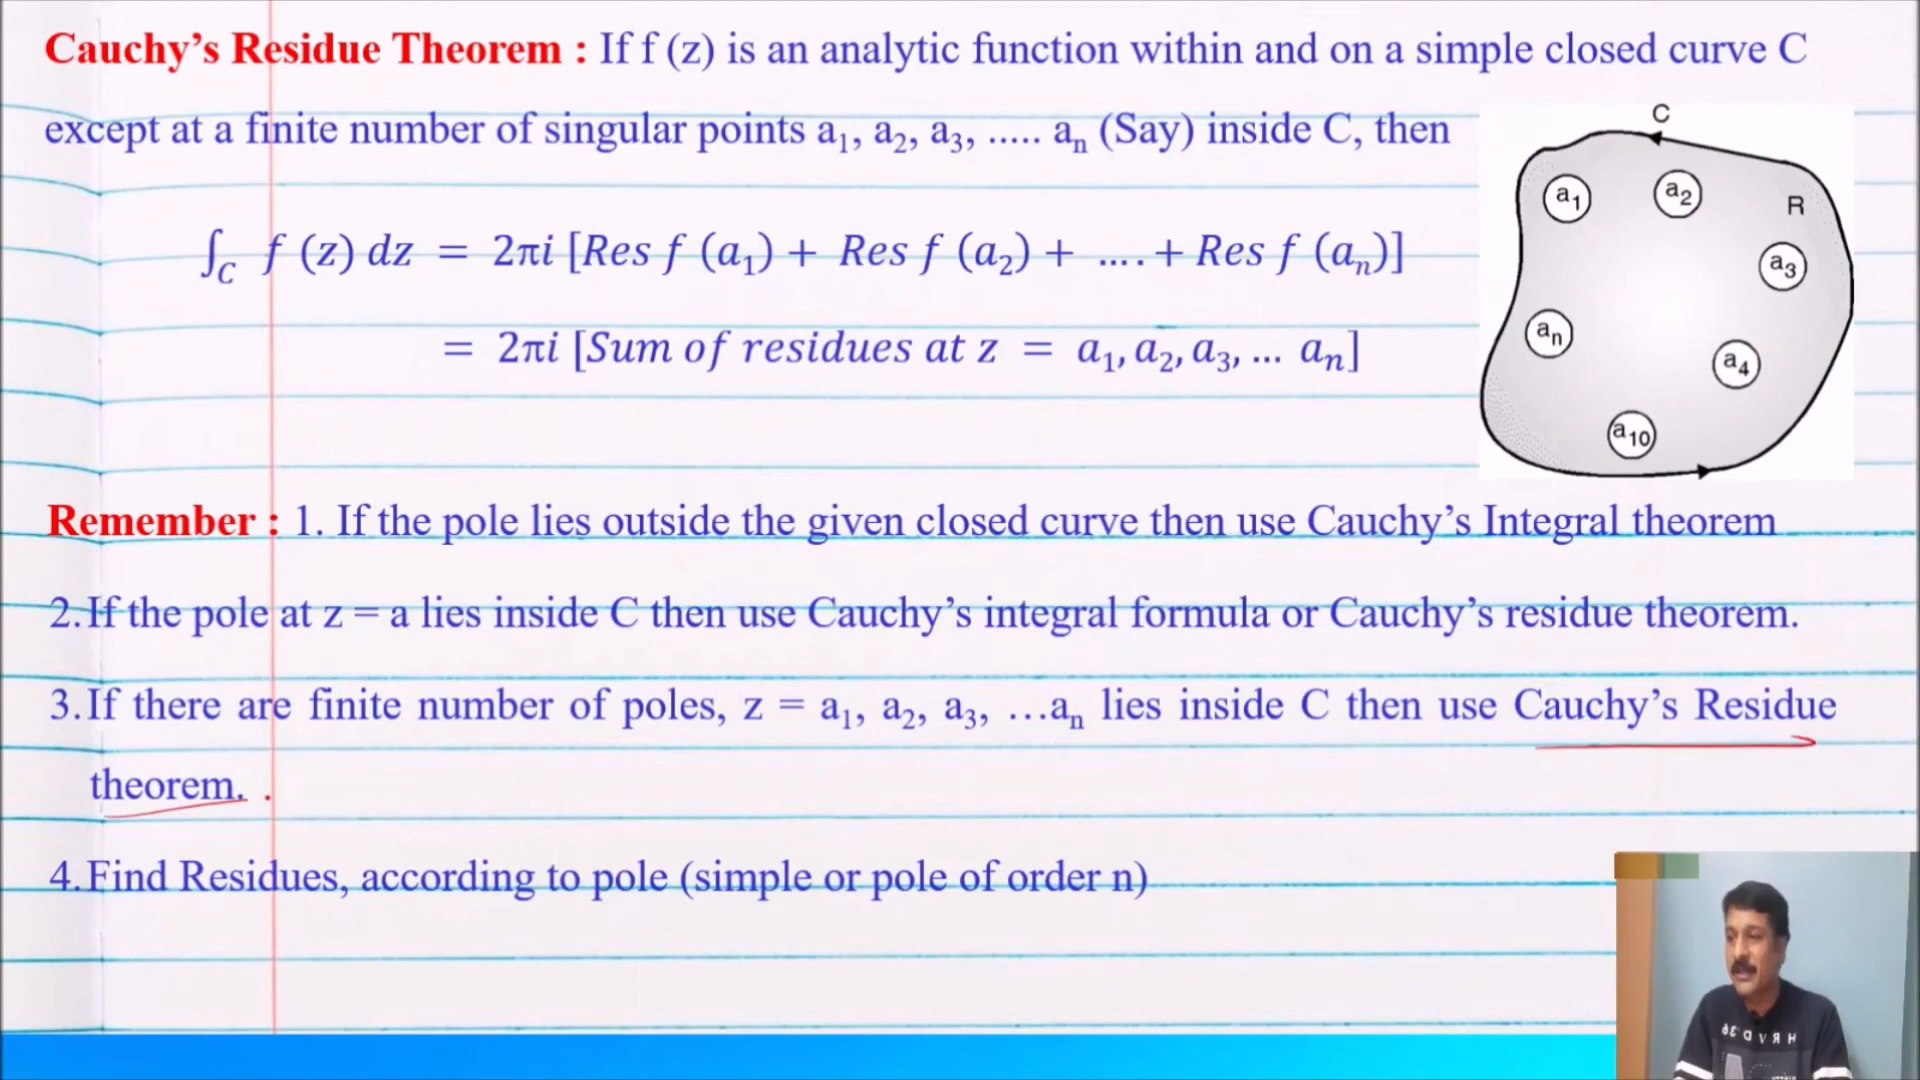 Cauchy's Residue Theorem : If f (z) is an analytic function within and on a simple closed curve C
except at a finite number of singular points a₁, a₂, a₃, ..... aₙ (Say) inside C, then
∫_C f (z) dz = 2πi [Res f (a₁) + Res f (a₂) + .... + Res f (aₙ)]
= 2πi [Sum of residues at z = a₁, a₂, a₃, ... aₙ]
C
a₁
a₂
R
a₃
aₙ
a₄
a₁₀
Remember : 1. If the pole lies outside the given closed curve then use Cauchy's Integral theorem
2. If the pole at z = a lies inside C then use Cauchy's integral formula or Cauchy's residue theorem.
3. If there are finite number of poles, z = a₁, a₂, a₃, …aₙ lies inside C then use Cauchy's Residue
theorem. .
4. Find Residues, according to pole (simple or pole of order n)